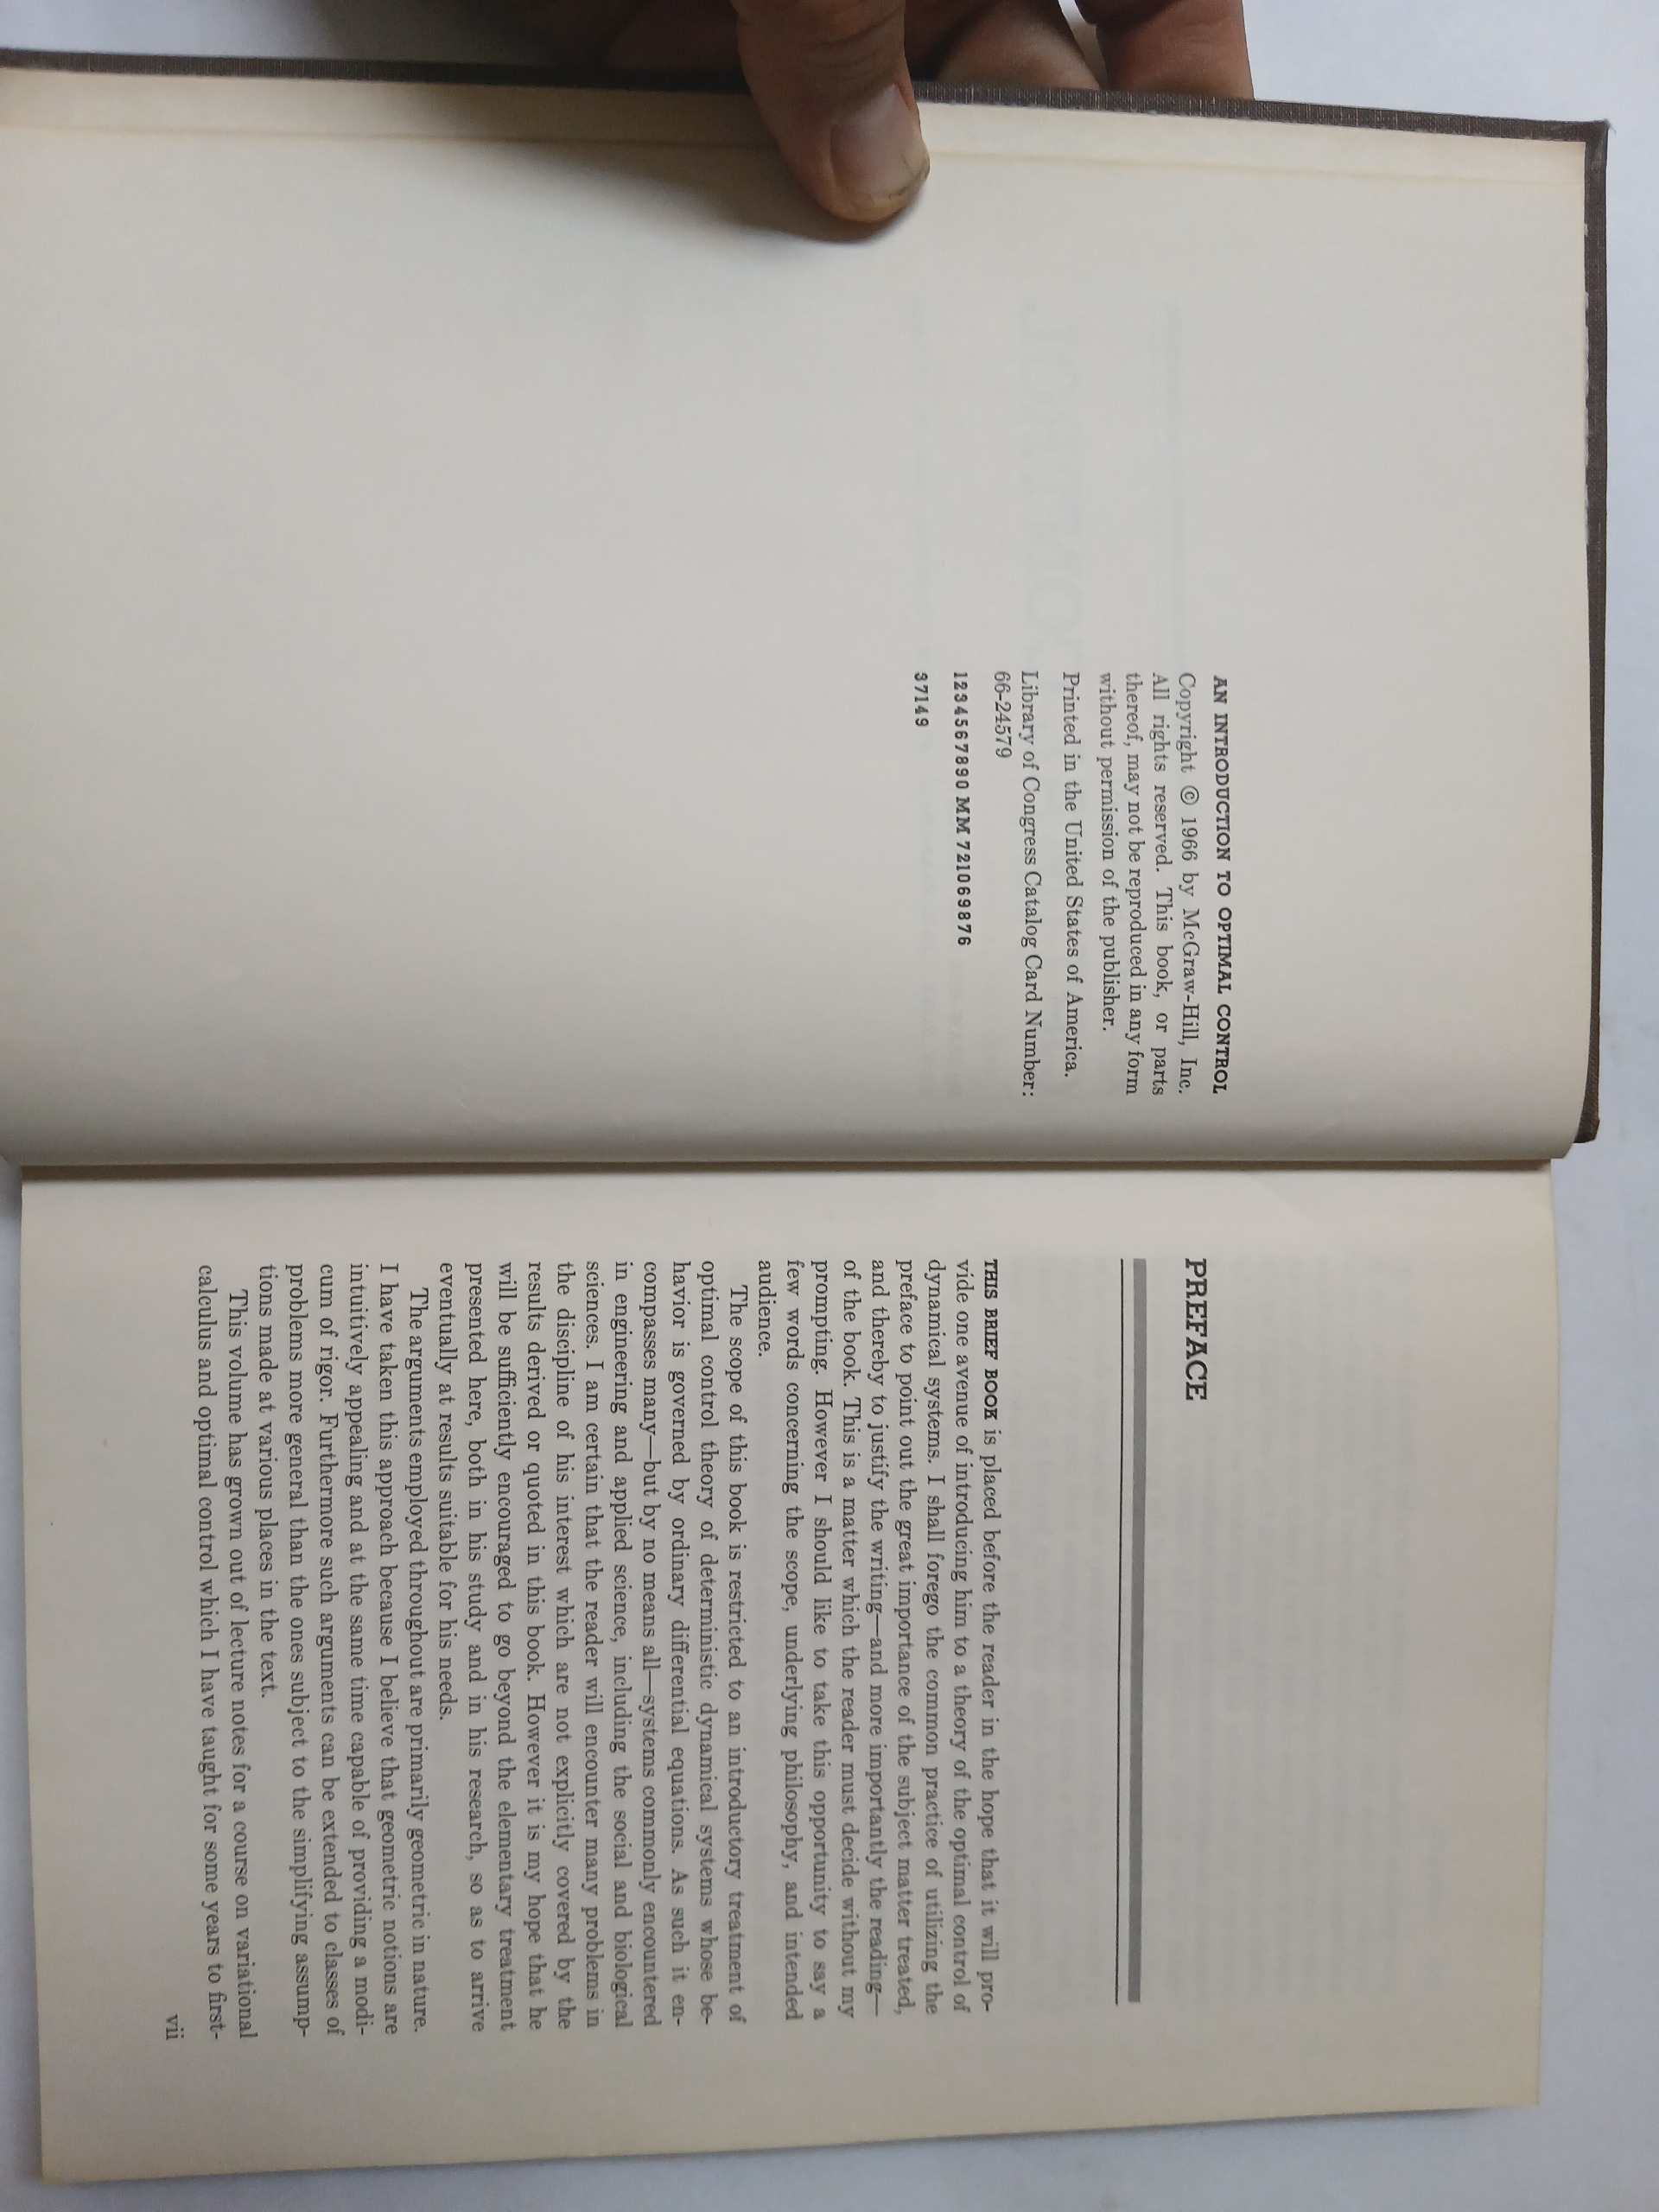 AN INTRODUCTION TO OPTIMAL CONTROL
Copyright © 1966 by McGraw-Hill, Inc.
All rights reserved. This book, or parts
thereof, may not be reproduced in any form
without permission of the publisher.
Printed in the United States of America.
Library of Congress Catalog Card Number:
66-24579
1234567890 MM 721069876
37149
PREFACE
THIS BRIEF BOOK is placed before the reader in the hope that it will pro-
vide one avenue of introducing him to a theory of the optimal control of
dynamical systems. I shall forego the common practice of utilizing the
preface to point out the great importance of the subject matter treated,
and thereby to justify the writing—and more importantly the reading—
of the book. This is a matter which the reader must decide without my
prompting. However I should like to take this opportunity to say a
few words concerning the scope, underlying philosophy, and intended
audience.
The scope of this book is restricted to an introductory treatment of
optimal control theory of deterministic dynamical systems whose be-
havior is governed by ordinary differential equations. As such it en-
compasses many—but by no means all—systems commonly encountered
in engineering and applied science, including the social and biological
sciences. I am certain that the reader will encounter many problems in
the discipline of his interest which are not explicitly covered by the
results derived or quoted in this book. However it is my hope that he
will be sufficiently encouraged to go beyond the elementary treatment
presented here, both in his study and in his research, so as to arrive
eventually at results suitable for his needs.
The arguments employed throughout are primarily geometric in nature.
I have taken this approach because I believe that geometric notions are
intuitively appealing and at the same time capable of providing a modi-
cum of rigor. Furthermore such arguments can be extended to classes of
problems more general than the ones subject to the simplifying assump-
tions made at various places in the text.
This volume has grown out of lecture notes for a course on variational
calculus and optimal control which I have taught for some years to first-
vii